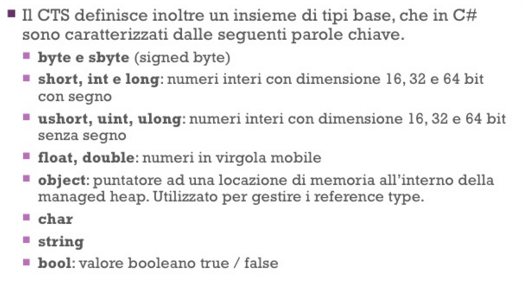 Il CTS definisce inoltre un insieme di tipi base, che in C#
sono caratterizzati dalle seguenti parole chiave.
byte e sbyte (signed byte)
short, int e long: numeri interi con dimensione 16, 32 e 64 bit
con segno
ushort, uint, ulong: numeri interi con dimensione 16, 32 e 64 bit
senza segno
float, double: numeri in virgola mobile
object: puntatore ad una locazione di memoria all'interno della
managed heap. Utilizzato per gestire i reference type.
char
string
bool: valore booleano true / false